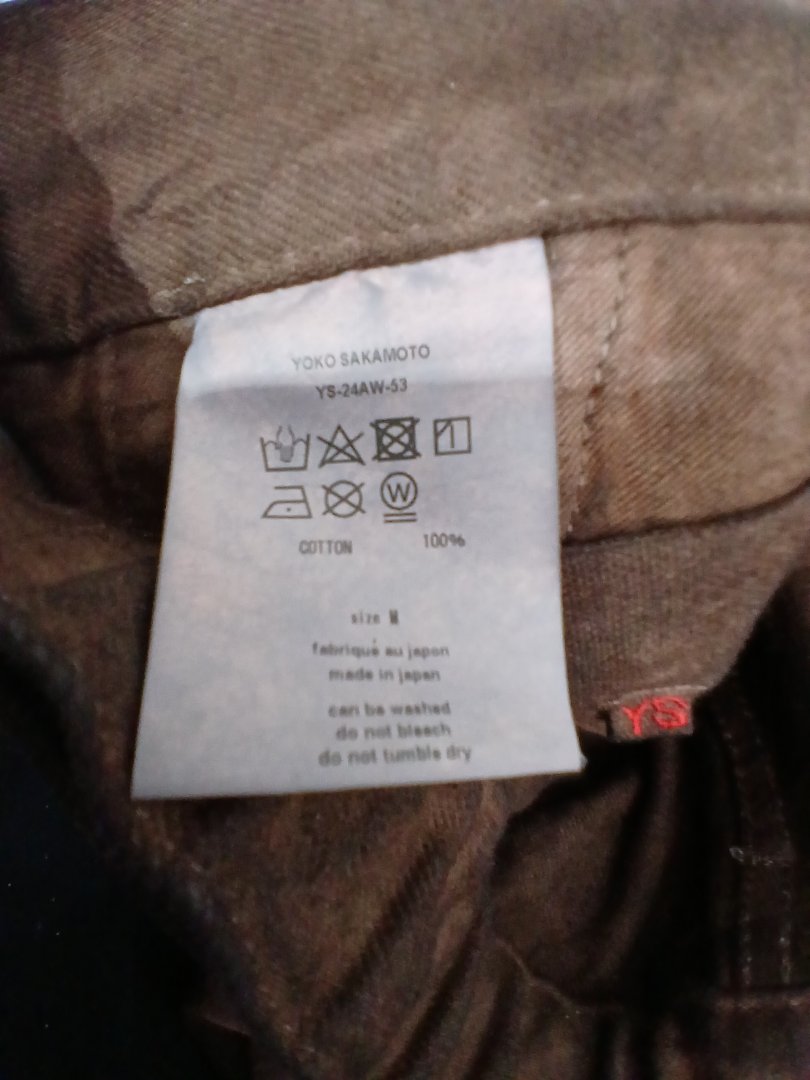 YOKO SAKAMOTO
YS-24AW-53
W
COTTON 100%
size M
fabriqué au japon
made in japan
can be washed
do not bleach
do not tumble dry
YS